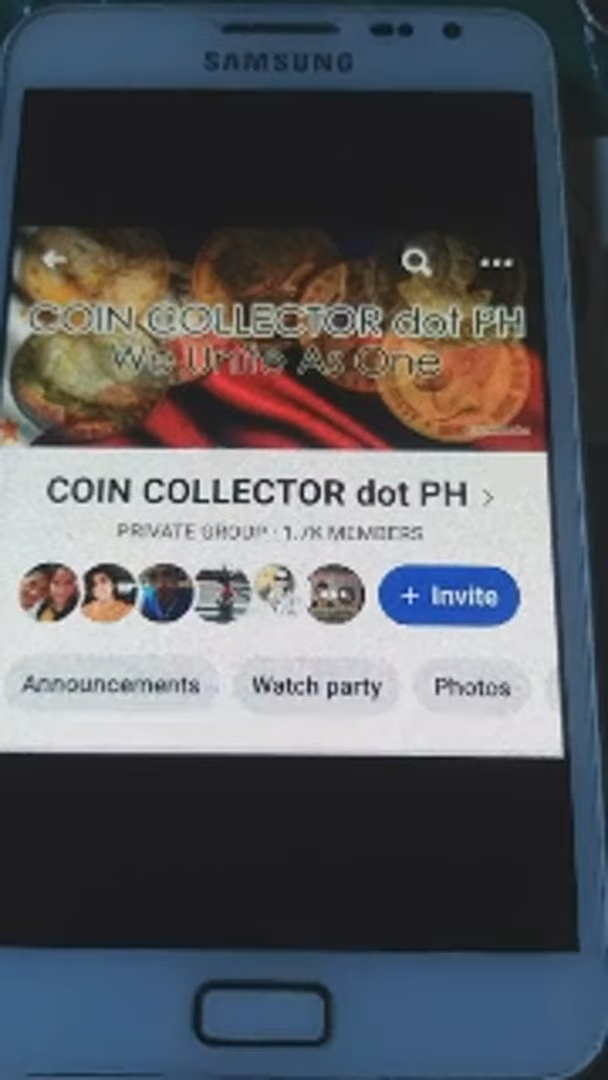 SAMSUNG
COIN COLLECTOR dot PH
We Unite As One
COIN COLLECTOR dot PH
PRIVATE GROUP · 1.7K MEMBERS
+ Invite
Announcements
Watch party
Photos